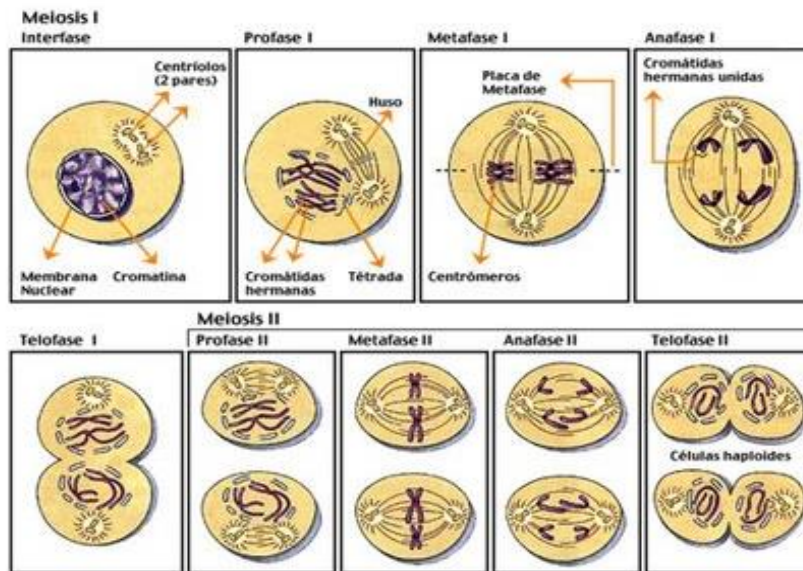 Meiosis I
Interfase
Centríolos
(2 pares)
Membrana
Nuclear
Cromatina
Profase I
Huso
Cromátidas
hermanas
Tétrada
Metafase I
Placa de
Metafase
Centrómeros
Anafase I
Cromátidas
hermanas unidas
Telofase I
Meiosis II
Profase II
Metafase II
Anafase II
Telofase II
Células haploides